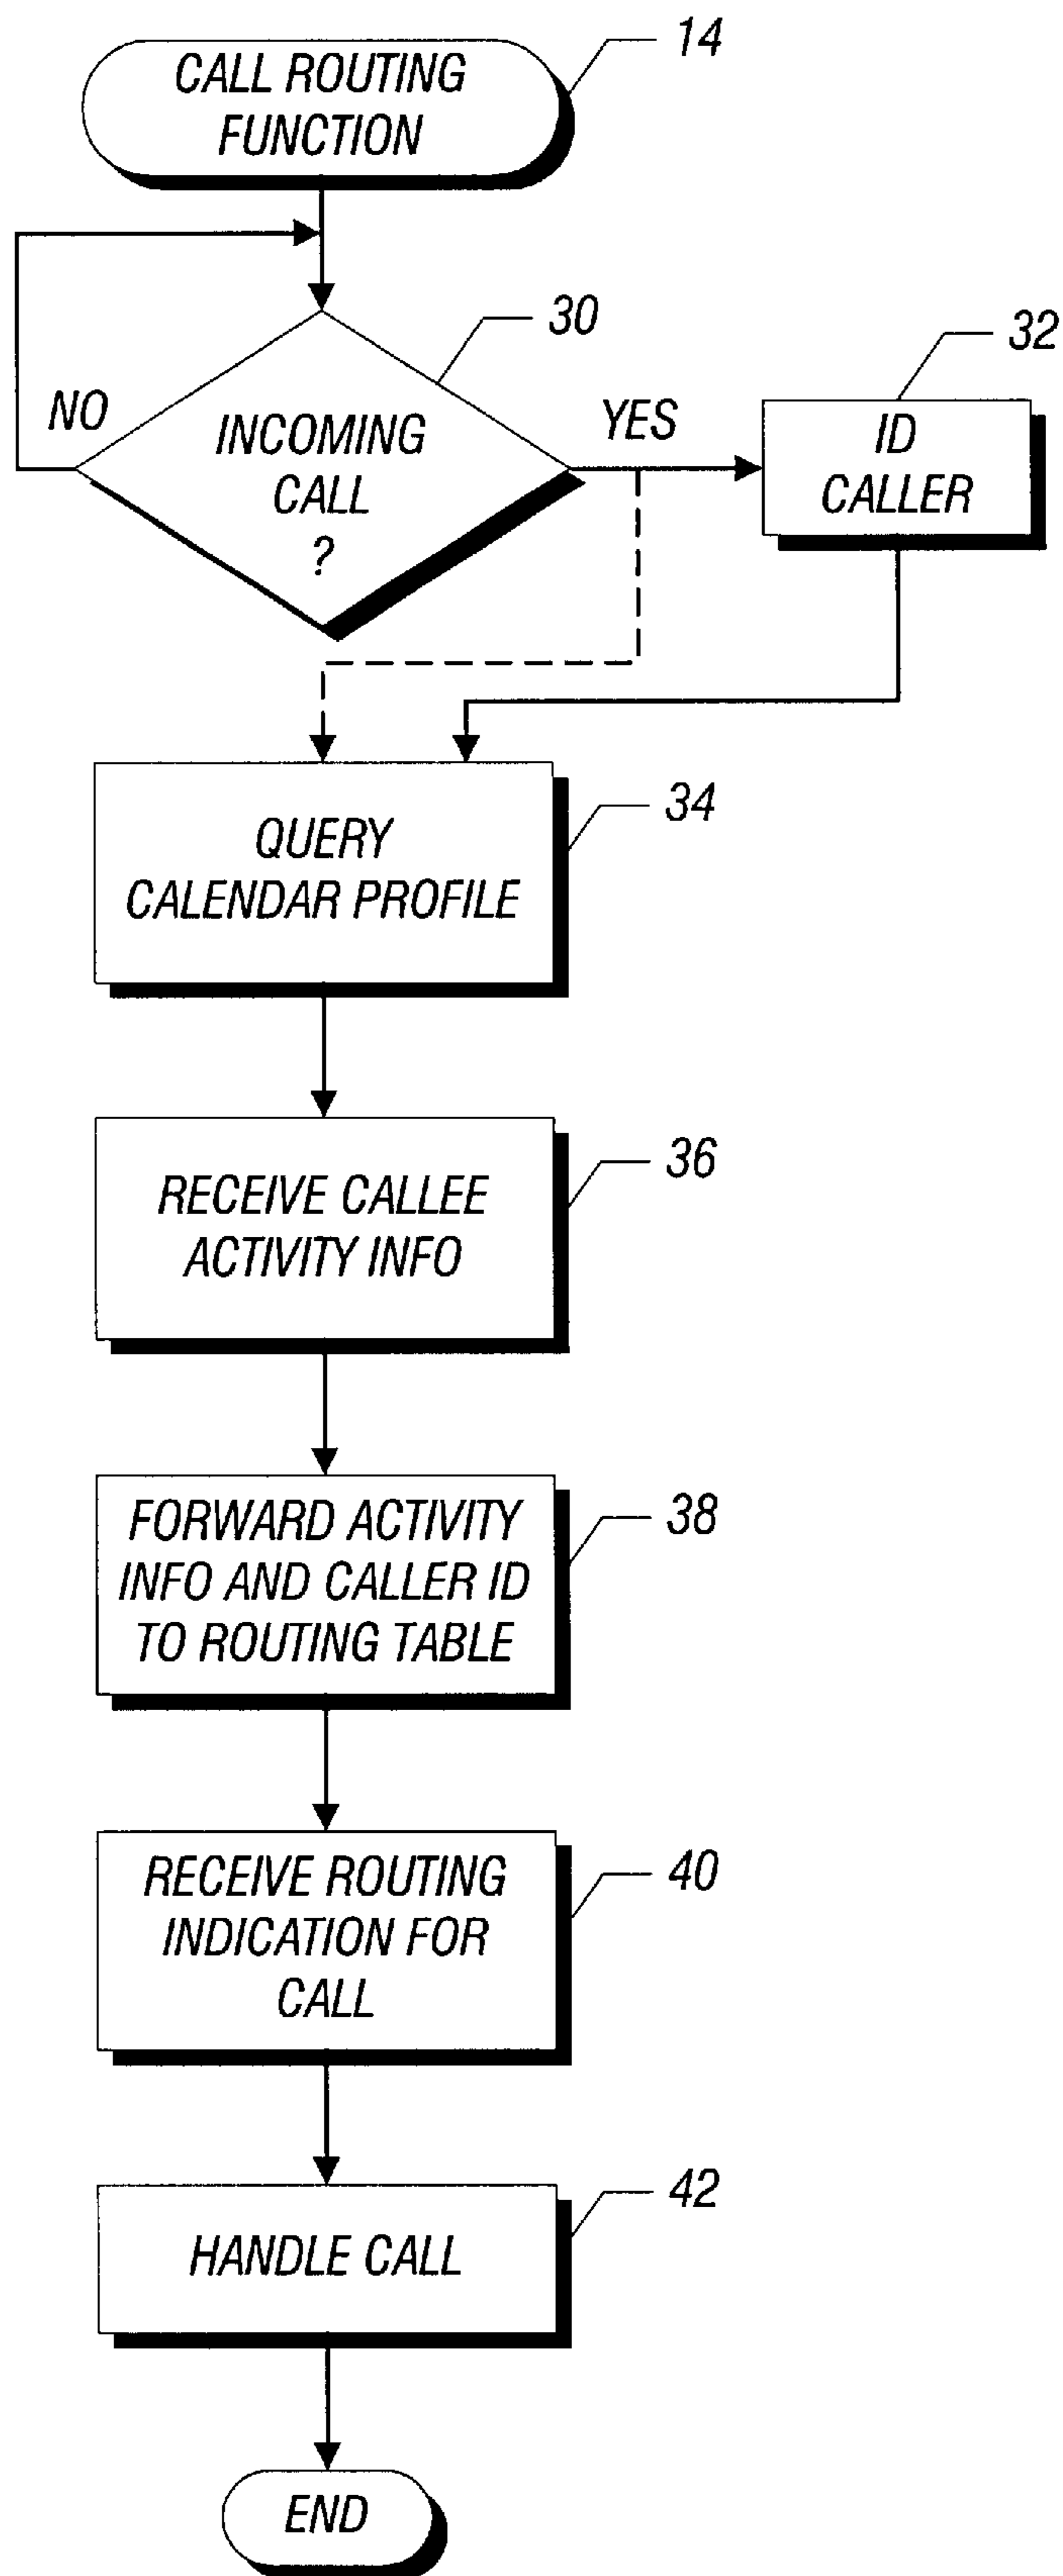 CALL ROUTING
FUNCTION
14
30
32
NO
INCOMING
CALL
?
YES
ID
CALLER
QUERY
CALENDAR PROFILE
34
RECEIVE CALLEE
ACTIVITY INFO
36
FORWARD ACTIVITY
INFO AND CALLER ID
TO ROUTING TABLE
38
RECEIVE ROUTING
INDICATION FOR
CALL
40
HANDLE CALL
42
END